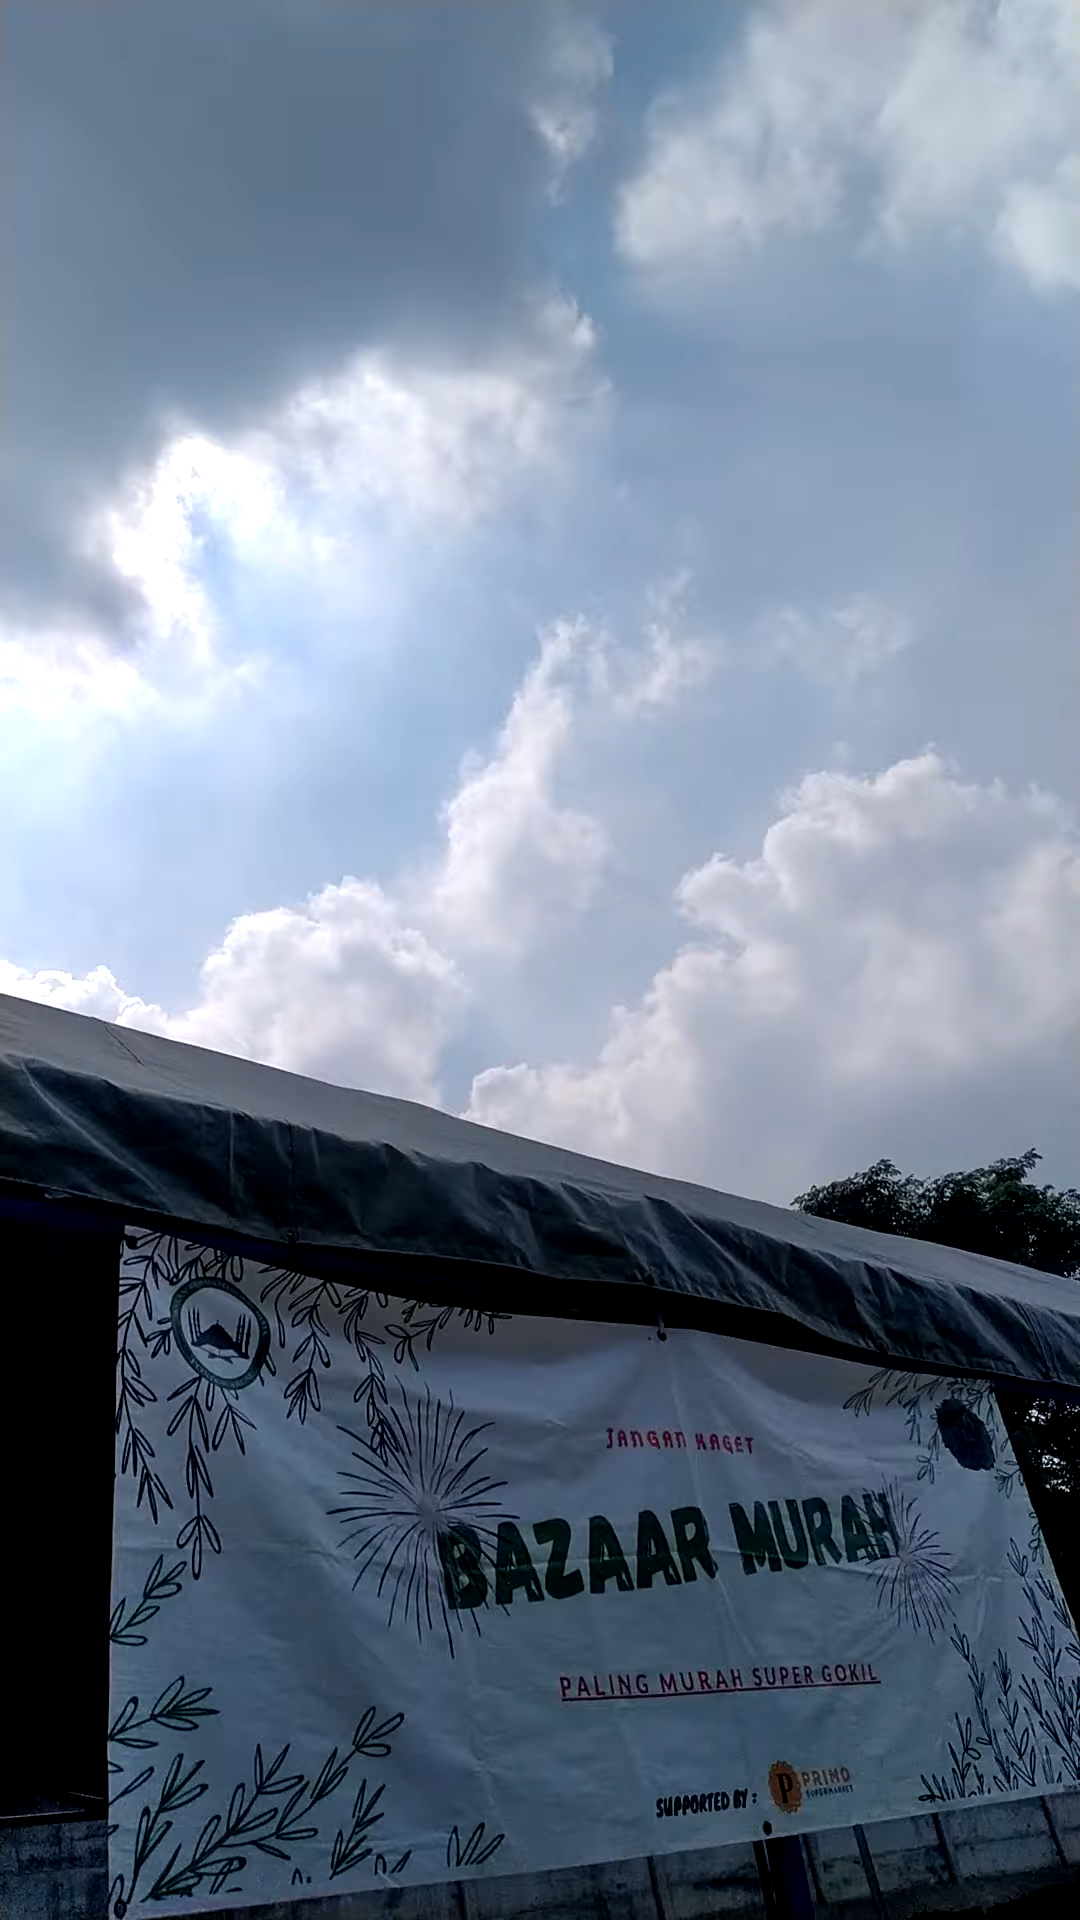 JANGAN KAGET
BAZAAR MURAH
PALING MURAH SUPER GOKIL
SUPPORTED BY :
P PRIMO
SUPERMARKET